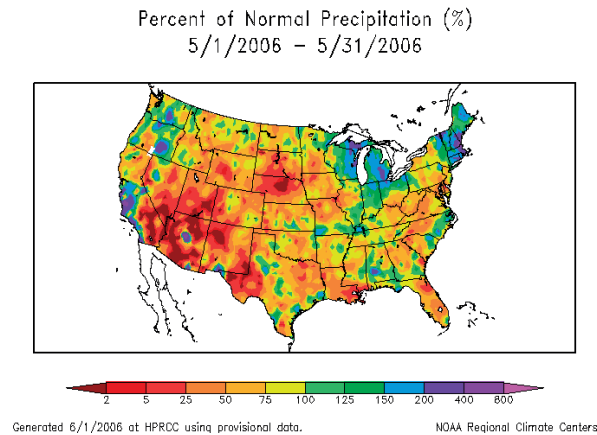 Percent of Normal Precipitation (%)
5/1/2006 – 5/31/2006
2 5 25 50 75 100 125 150 200 400 800
Generated 6/1/2006 at HPRCC using provisional data. NOAA Regional Climate Centers